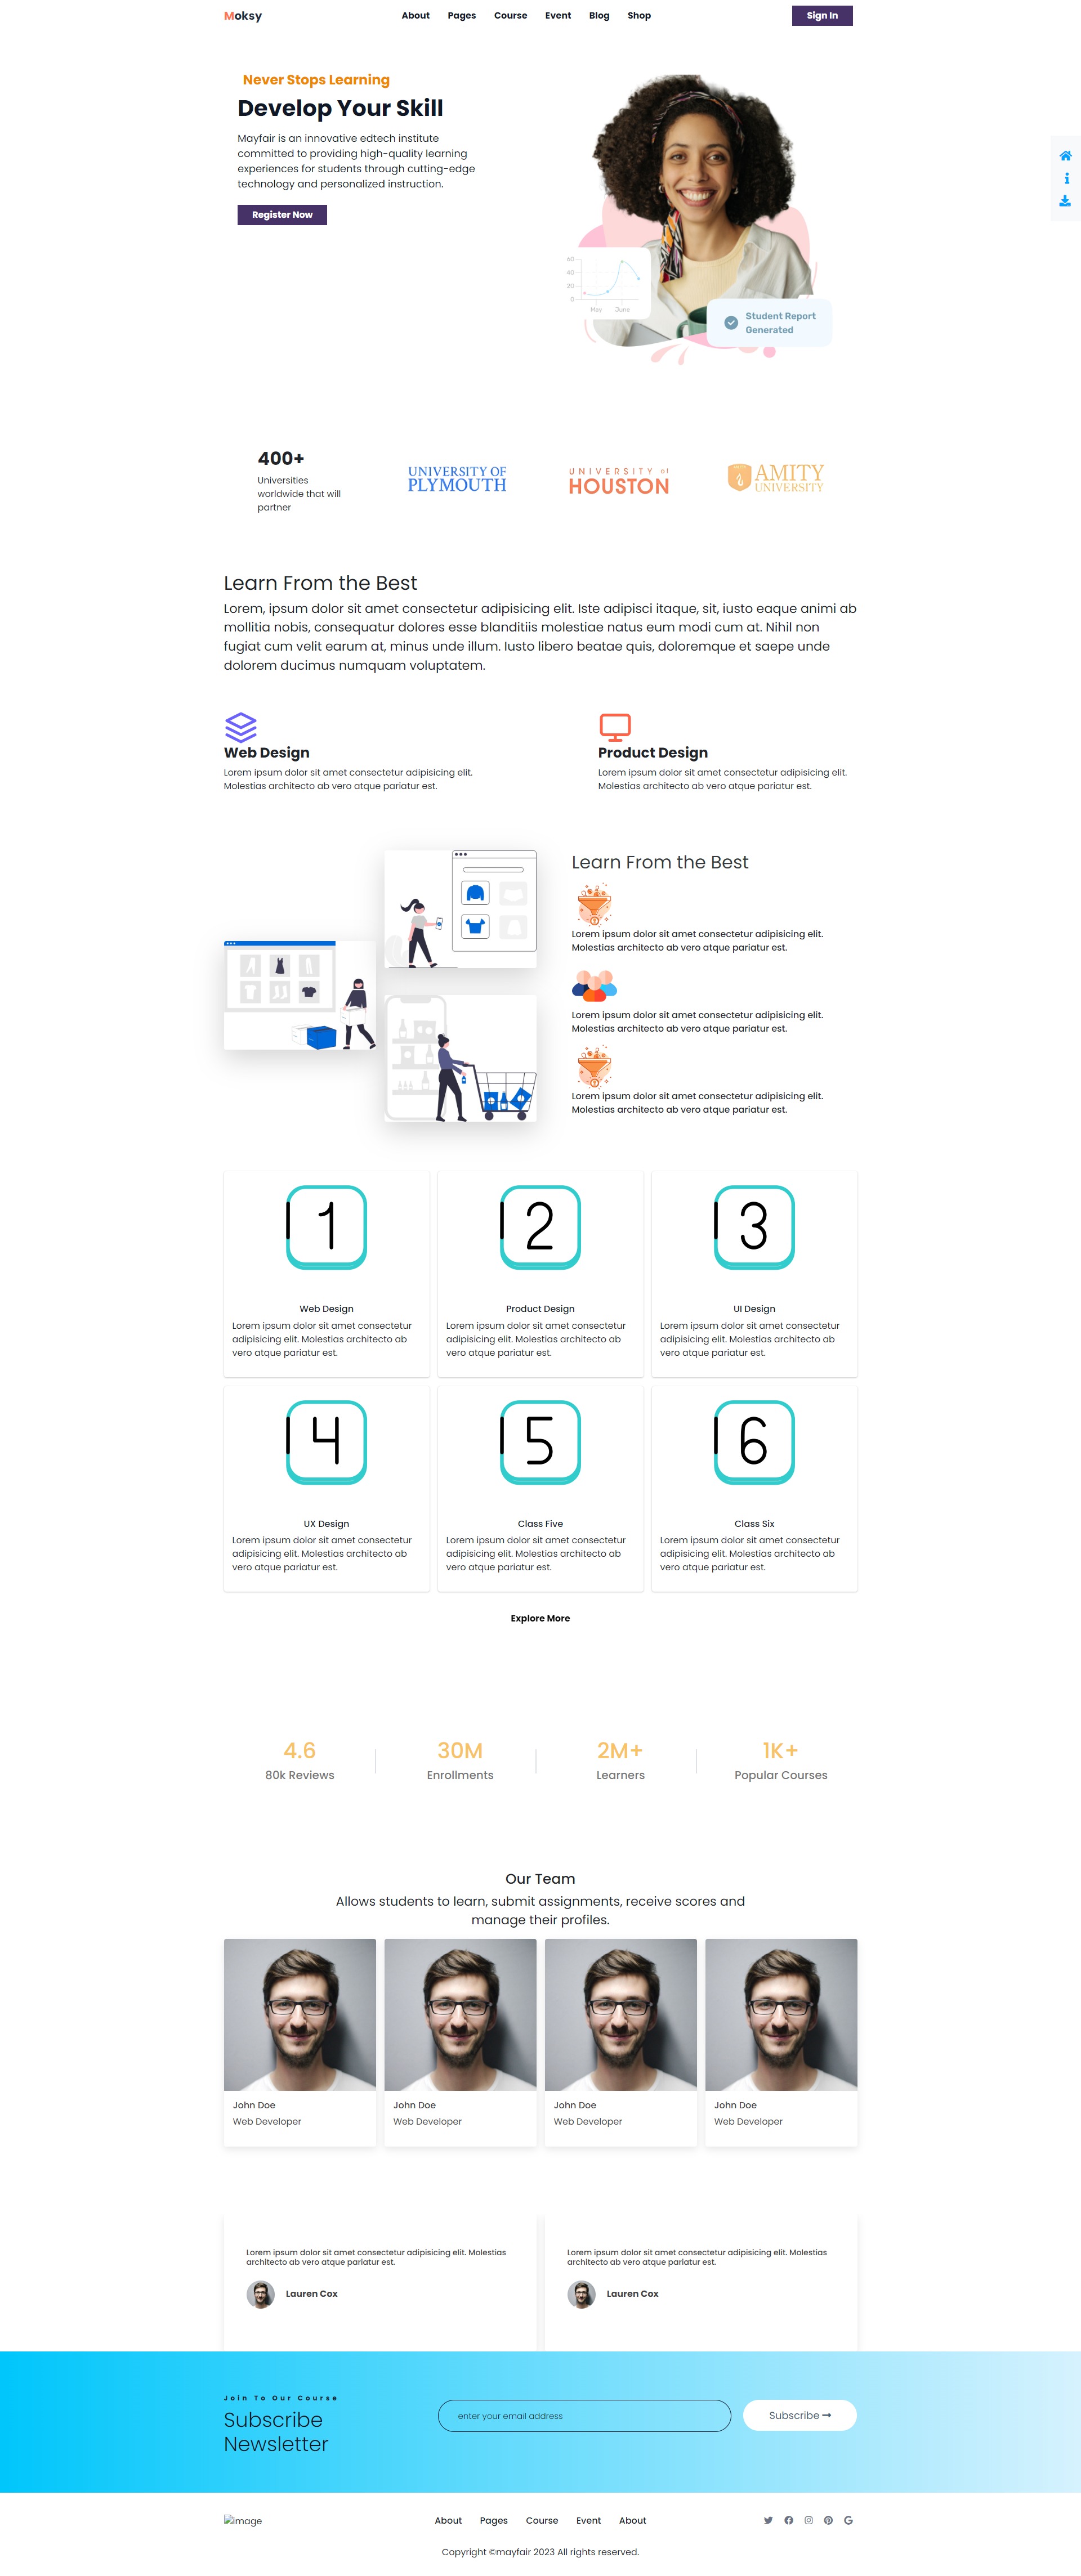 Moksy
About
Pages
Course
Event
Blog
Shop
Sign In
Never Stops Learning
Develop Your Skill
Mayfair is an innovative edtech institute
committed to providing high-quality learning
experiences for students through cutting-edge
technology and personalized instruction.
Register Now
60
40
20
0
May
June
Student Report
Generated
400+
Universities
worldwide that will
partner
UNIVERSITY OF
PLYMOUTH
UNIVERSITY of
HOUSTON
AMITY
UNIVERSITY
Learn From the Best
Lorem, ipsum dolor sit amet consectetur adipisicing elit. Iste adipisci itaque, sit, iusto eaque animi ab
mollitia nobis, consequatur dolores esse blanditiis molestiae natus eum modi cum at. Nihil non
fugiat cum velit earum at, minus unde illum. Iusto libero beatae quis, doloremque et saepe unde
dolorem ducimus numquam voluptatem.
Web Design
Lorem ipsum dolor sit amet consectetur adipisicing elit.
Molestias architecto ab vero atque pariatur est.
Product Design
Lorem ipsum dolor sit amet consectetur adipisicing elit.
Molestias architecto ab vero atque pariatur est.
Learn From the Best
Lorem ipsum dolor sit amet consectetur adipisicing elit.
Molestias architecto ab vero atque pariatur est.
Lorem ipsum dolor sit amet consectetur adipisicing elit.
Molestias architecto ab vero atque pariatur est.
Lorem ipsum dolor sit amet consectetur adipisicing elit.
Molestias architecto ab vero atque pariatur est.
1
Web Design
Lorem ipsum dolor sit amet consectetur
adipisicing elit. Molestias architecto ab
vero atque pariatur est.
2
Product Design
Lorem ipsum dolor sit amet consectetur
adipisicing elit. Molestias architecto ab
vero atque pariatur est.
3
UI Design
Lorem ipsum dolor sit amet consectetur
adipisicing elit. Molestias architecto ab
vero atque pariatur est.
4
UX Design
Lorem ipsum dolor sit amet consectetur
adipisicing elit. Molestias architecto ab
vero atque pariatur est.
5
Class Five
Lorem ipsum dolor sit amet consectetur
adipisicing elit. Molestias architecto ab
vero atque pariatur est.
6
Class Six
Lorem ipsum dolor sit amet consectetur
adipisicing elit. Molestias architecto ab
vero atque pariatur est.
Explore More
4.6
80k Reviews
30M
Enrollments
2M+
Learners
1K+
Popular Courses
Our Team
Allows students to learn, submit assignments, receive scores and
manage their profiles.
John Doe
Web Developer
John Doe
Web Developer
John Doe
Web Developer
John Doe
Web Developer
Lorem ipsum dolor sit amet consectetur adipisicing elit. Molestias
architecto ab vero atque pariatur est.
Lauren Cox
Lorem ipsum dolor sit amet consectetur adipisicing elit. Molestias
architecto ab vero atque pariatur est.
Lauren Cox
Join To Our Course
Subscribe
Newsletter
enter your email address
Subscribe
image
About
Pages
Course
Event
About
Copyright ©mayfair 2023 All rights reserved.